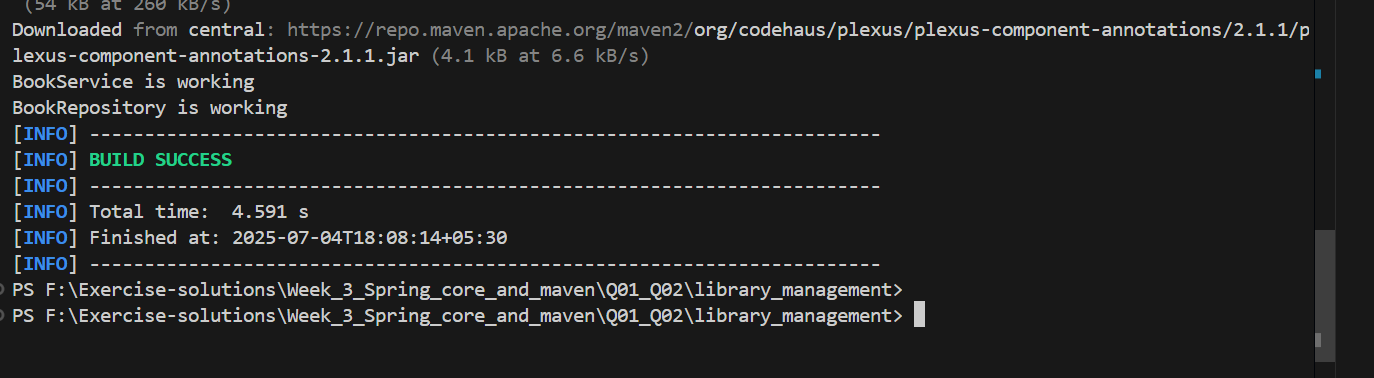 (54 kB at 260 kB/s)
Downloaded from central: https://repo.maven.apache.org/maven2/org/codehaus/plexus/plexus-component-annotations/2.1.1/p
lexus-component-annotations-2.1.1.jar (4.1 kB at 6.6 kB/s)
BookService is working
BookRepository is working
[INFO] ------------------------------------------------------------------------
[INFO] BUILD SUCCESS
[INFO] ------------------------------------------------------------------------
[INFO] Total time:  4.591 s
[INFO] Finished at: 2025-07-04T18:08:14+05:30
[INFO] ------------------------------------------------------------------------
PS F:\Exercise-solutions\Week_3_Spring_core_and_maven\Q01_Q02\library_management>
PS F:\Exercise-solutions\Week_3_Spring_core_and_maven\Q01_Q02\library_management>